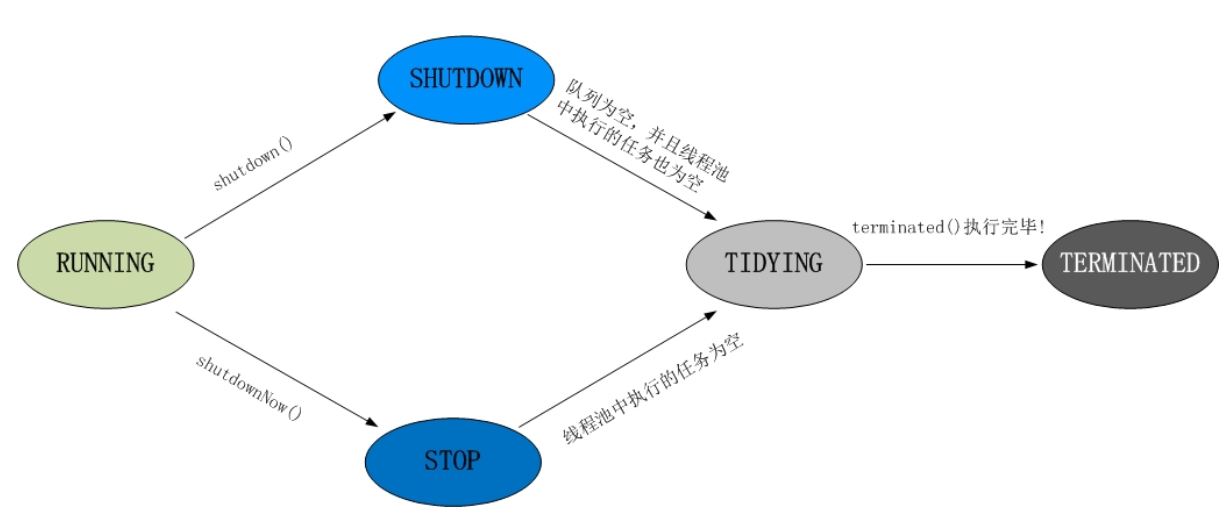 SHUTDOWN
队列为空，并且线程池
中执行的任务也为空
shutdown()
RUNNING
TIDYING
terminated()执行完毕!
TERMINATED
shutdownNow()
线程池中执行的任务为空
STOP